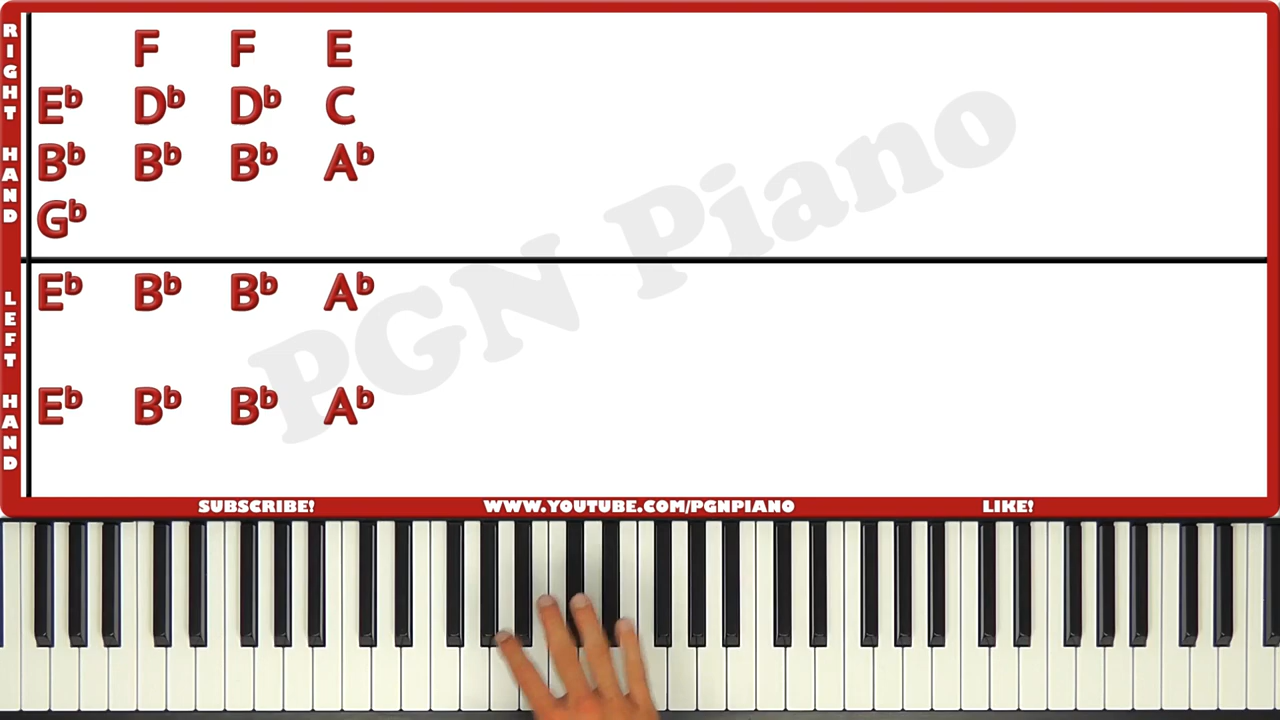 RIGHT HAND
F F E
E♭ D♭ D♭ C
B♭ B♭ B♭ A♭
G♭
LEFT HAND
E♭ B♭ B♭ A♭
E♭ B♭ B♭ A♭
PGN Piano
SUBSCRIBE! WWW.YOUTUBE.COM/PGNPIANO LIKE!